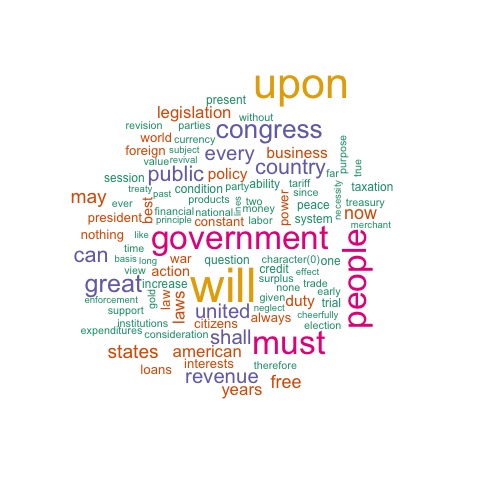 upon
present
legislation
without
revision
parties
congress
world
currency
foreign
subject
every
business
purpose
value
revival
country
far
true
public
policy
session
treaty
past
condition
party
ability
tariff
taxation
may
ever
best
products
lines
two
money
power
since
necessity
treasury
president
financial
national
peace
now
principle
constant
labor
system
merchant
nothing
like
government
people
can
time
basis
long
war
question
character(0)
one
view
action
credit
effect
great
increase
will
surplus
none
trade
enforcement
gold
law
laws
given
duty
early
trial
support
united
neglect
always
cheerfully
institutions
citizens
election
expenditures
consideration
shall
must
states
american
loans
interests
therefore
revenue
free
years